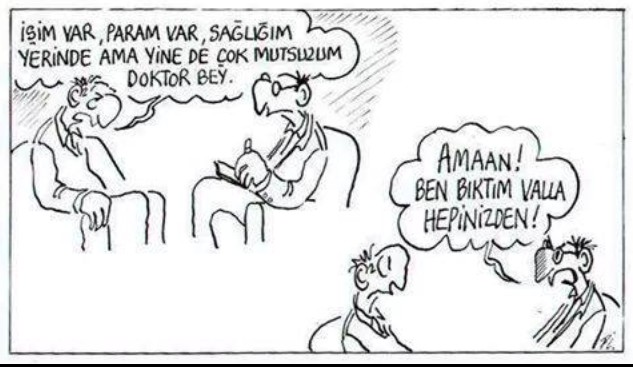 İŞİM VAR, PARAM VAR, SAĞLIĞIM
YERİNDE AMA YİNE DE ÇOK MUTSUZUM
DOKTOR BEY.
AMAAN!
BEN BIKTIM VALLA
HEPİNİZDEN!